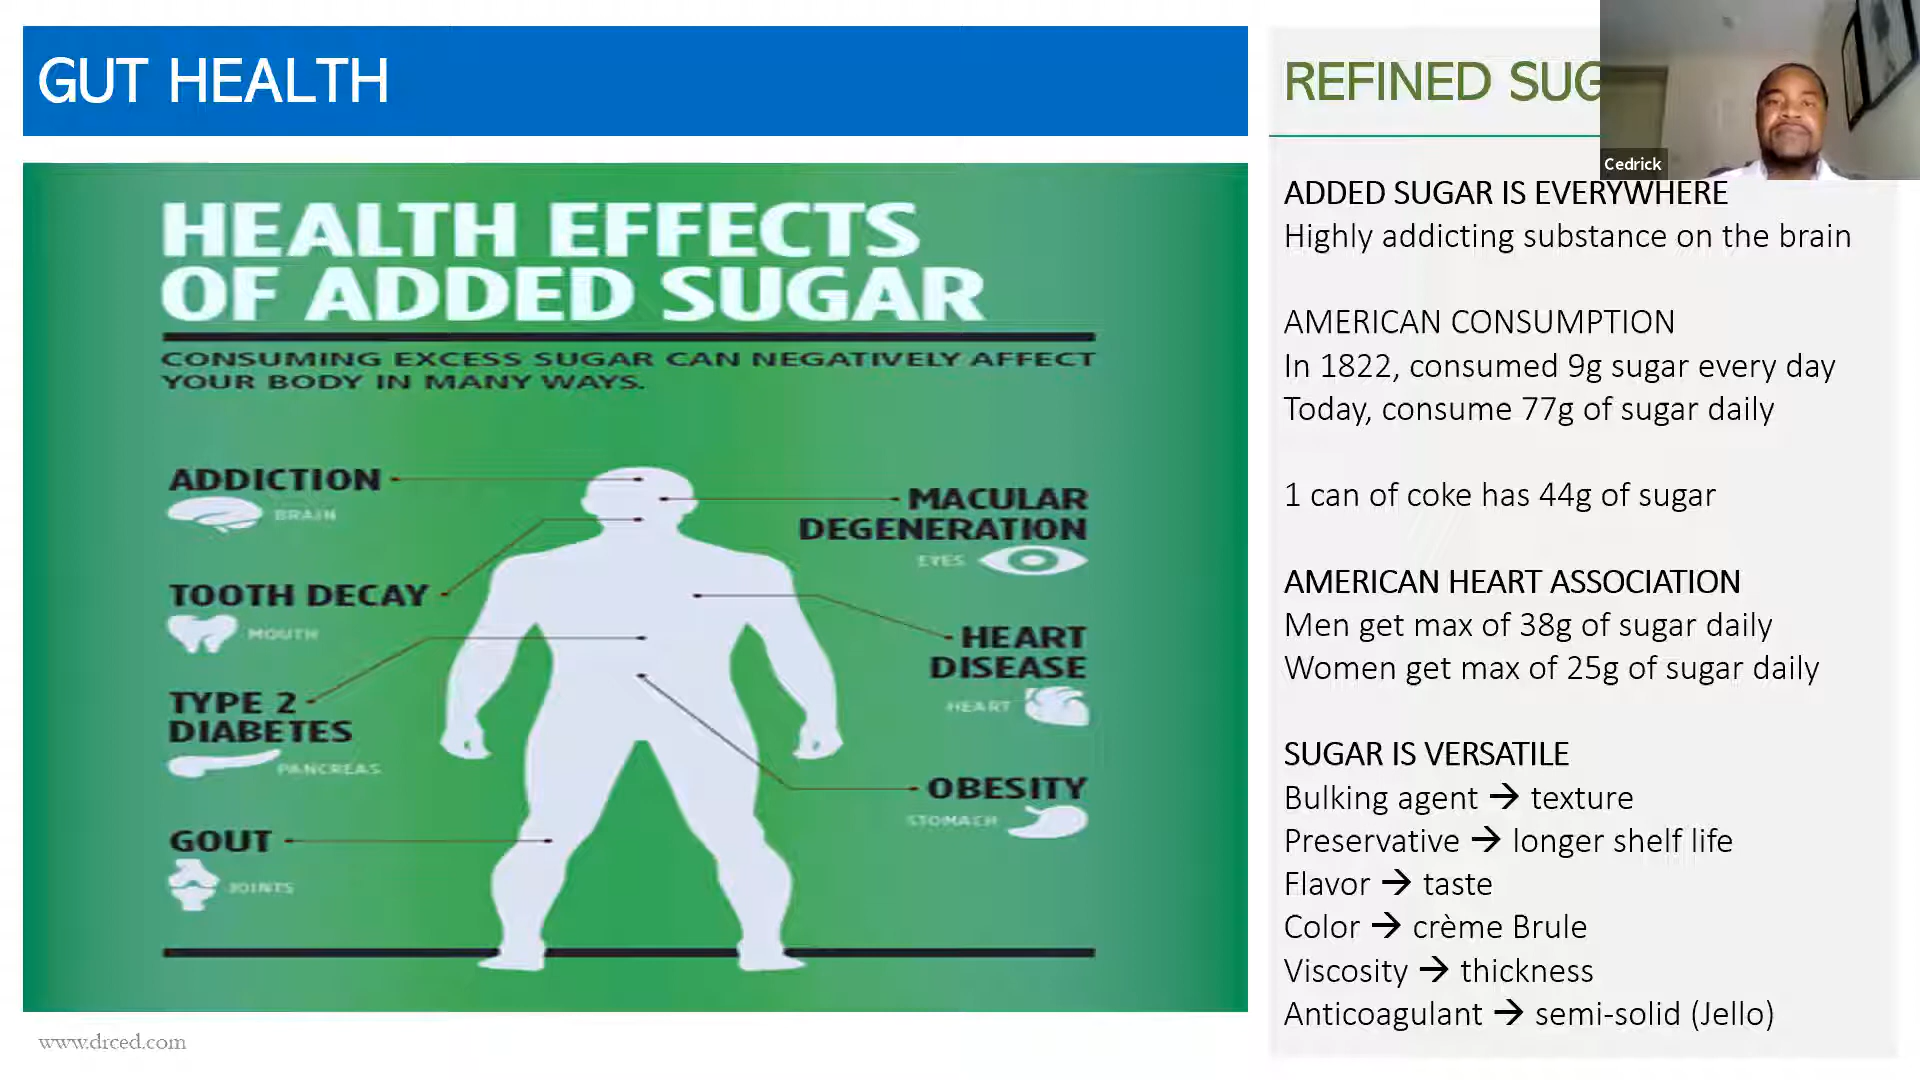 GUT HEALTH
REFINED SUG
Cedrick
HEALTH EFFECTS
OF ADDED SUGAR
CONSUMING EXCESS SUGAR CAN NEGATIVELY AFFECT
YOUR BODY IN MANY WAYS.
ADDICTION
BRAIN
TOOTH DECAY
MOUTH
TYPE 2
DIABETES
PANCREAS
GOUT
JOINTS
MACULAR
DEGENERATION
EYES
HEART
DISEASE
HEART
OBESITY
STOMACH
ADDED SUGAR IS EVERYWHERE
Highly addicting substance on the brain
AMERICAN CONSUMPTION
In 1822, consumed 9g sugar every day
Today, consume 77g of sugar daily
1 can of coke has 44g of sugar
AMERICAN HEART ASSOCIATION
Men get max of 38g of sugar daily
Women get max of 25g of sugar daily
SUGAR IS VERSATILE
Bulking agent → texture
Preservative → longer shelf life
Flavor → taste
Color → crème Brule
Viscosity → thickness
Anticoagulant → semi-solid (Jello)
www.drced.com